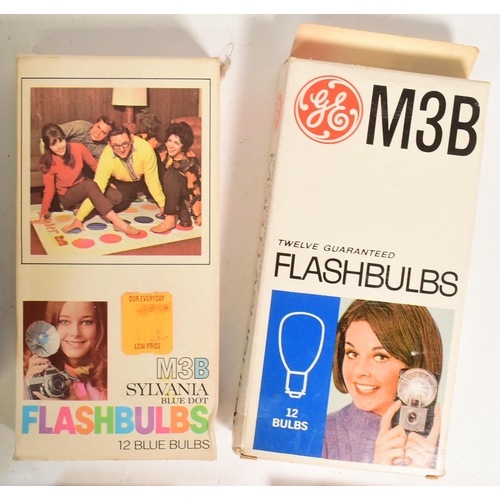 OUR EVERYDAY
LOW PRICE
M3B
SYLVANIA
BLUE DOT
FLASHBULBS
12 BLUE BULBS
GE
M3B
TWELVE GUARANTEED
FLASHBULBS
12
BULBS